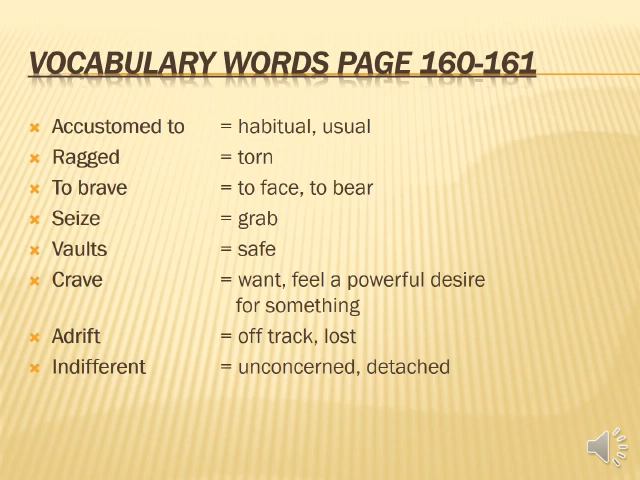 VOCABULARY WORDS PAGE 160-161
Accustomed to = habitual, usual
Ragged = torn
To brave = to face, to bear
Seize = grab
Vaults = safe
Crave = want, feel a powerful desire
for something
Adrift = off track, lost
Indifferent = unconcerned, detached